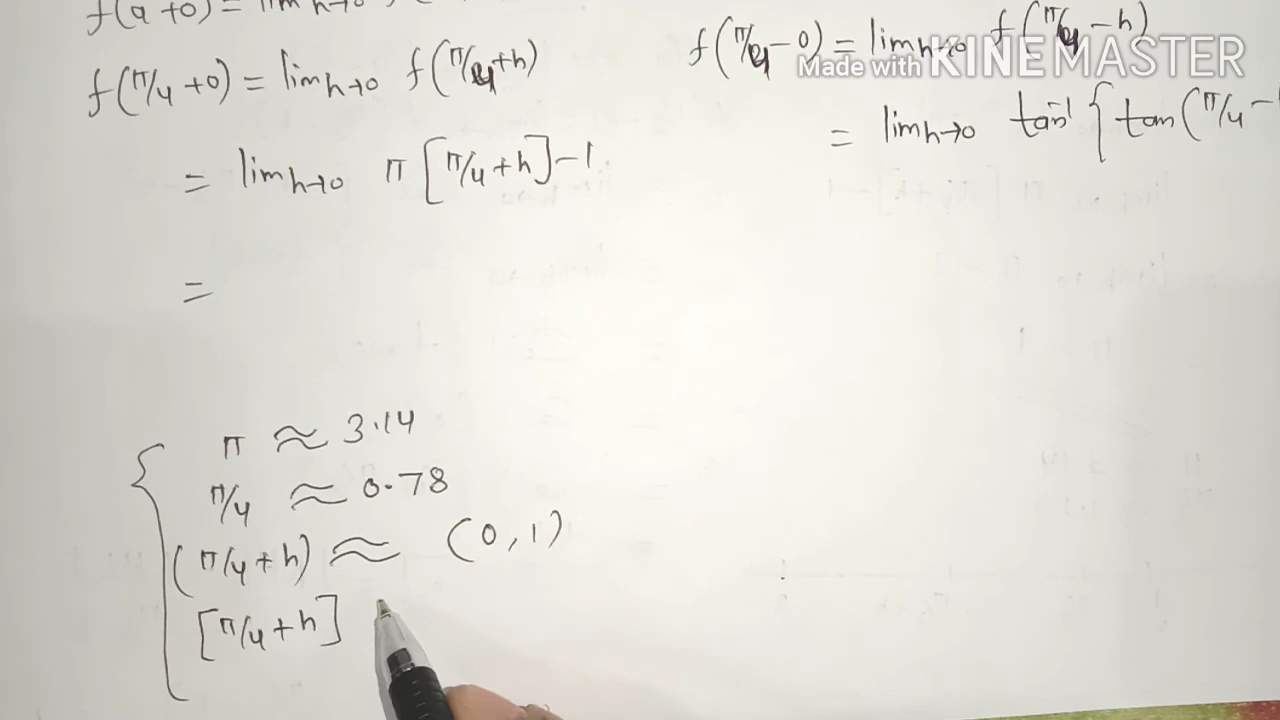 f(a+0) = lim h→0
f(π/4 +0) = lim h→0 f(π/4+h)
= lim h→0 π [π/4 + h] -1
=
f(π/4 -0) = lim h→0 f(π/4 -h)
= lim h→0 tan⁻¹ { tan (π/4 -
Made with KINEMASTER
{ π ≈ 3.14
π/4 ≈ 0.78
(π/4 + h) ≈ (0,1)
[π/4 + h]